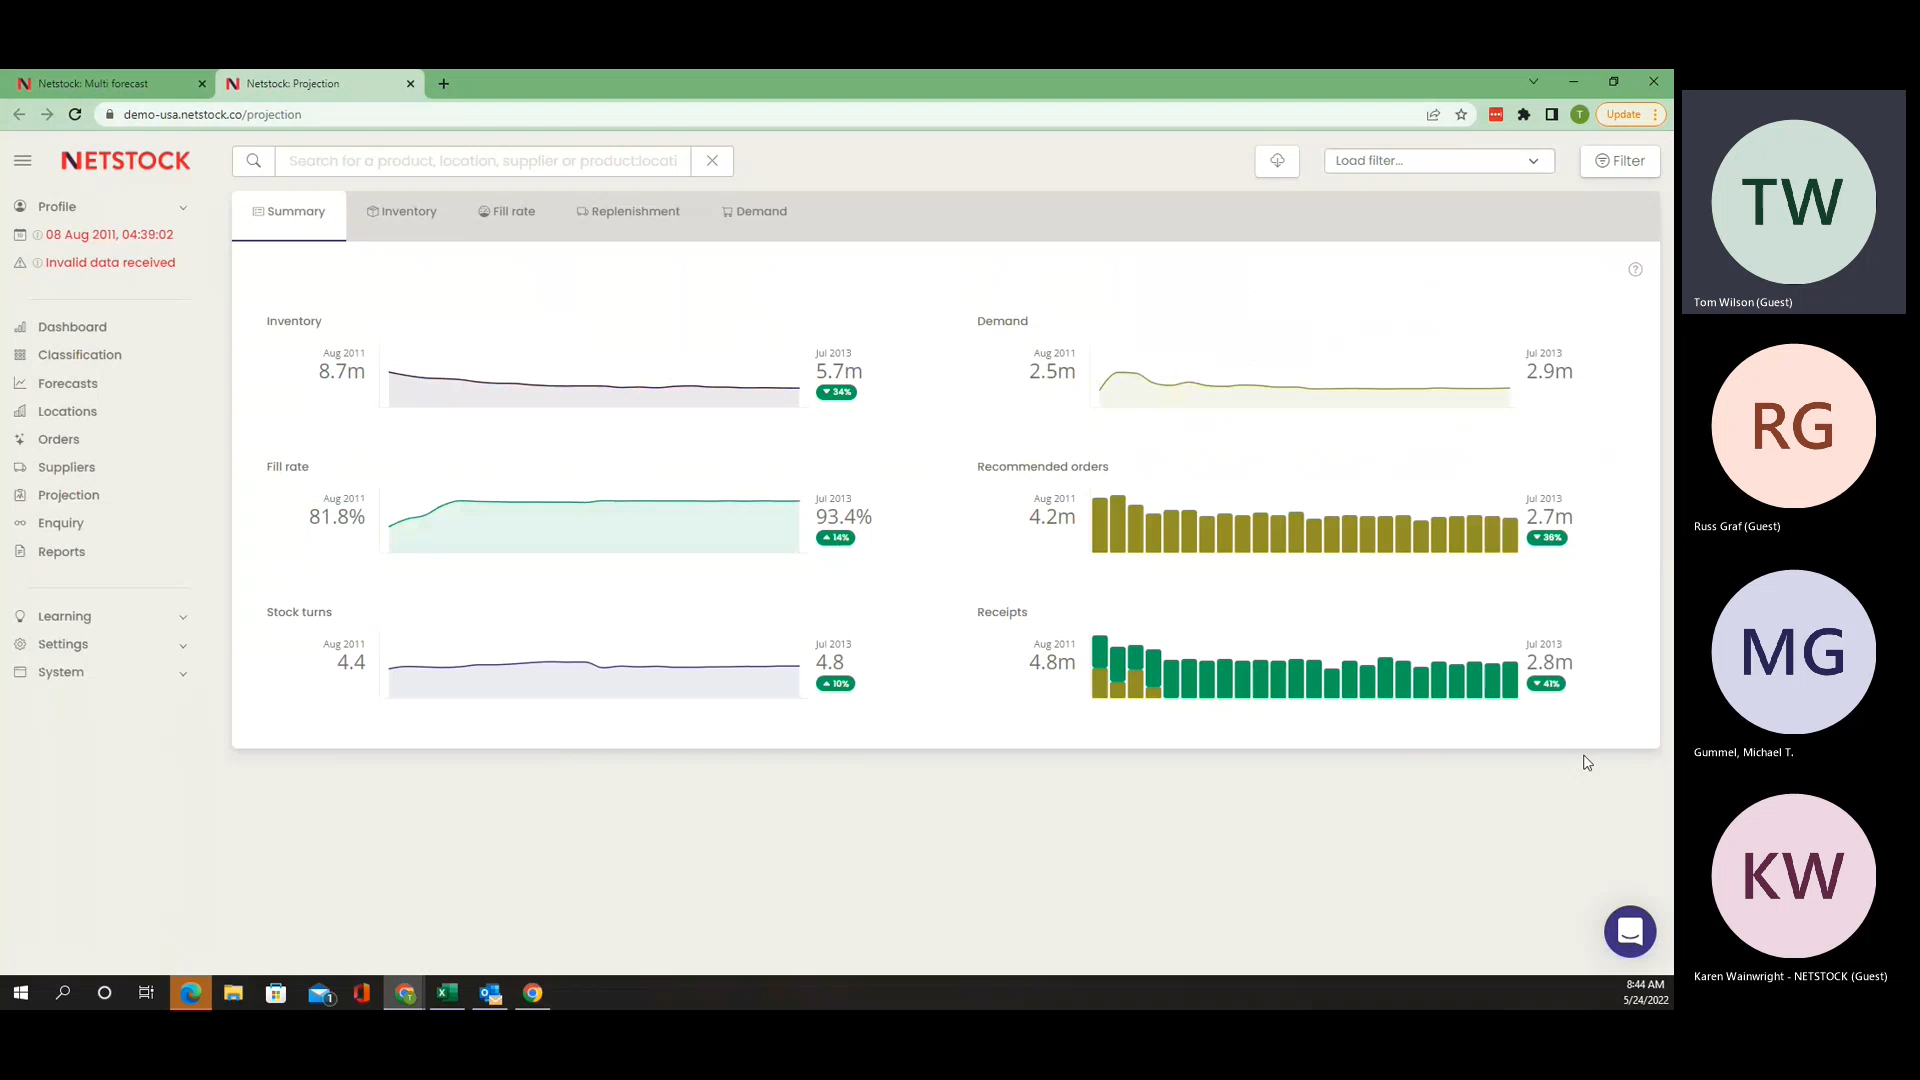 Netstock: Multi forecast
Netstock: Projection
demo-usa.netstock.co/projection
T
Update
NETSTOCK
Search for a product, location, supplier or product:locati
Load filter...
Filter
Profile
08 Aug 2011, 04:39:02
Invalid data received
Dashboard
Classification
Forecasts
Locations
Orders
Suppliers
Projection
Enquiry
Reports
Learning
Settings
System
Summary
Inventory
Fill rate
Replenishment
Demand
Inventory
Aug 2011
8.7m
Jul 2013
5.7m
34%
Demand
Aug 2011
2.5m
Jul 2013
2.9m
Fill rate
Aug 2011
81.8%
Jul 2013
93.4%
14%
Recommended orders
Aug 2011
4.2m
Jul 2013
2.7m
36%
Stock turns
Aug 2011
4.4
Jul 2013
4.8
10%
Receipts
Aug 2011
4.8m
Jul 2013
2.8m
41%
1
8:44 AM
5/24/2022
TW
Tom Wilson (Guest)
RG
Russ Graf (Guest)
MG
Gummel, Michael T.
KW
Karen Wainwright - NETSTOCK (Guest)